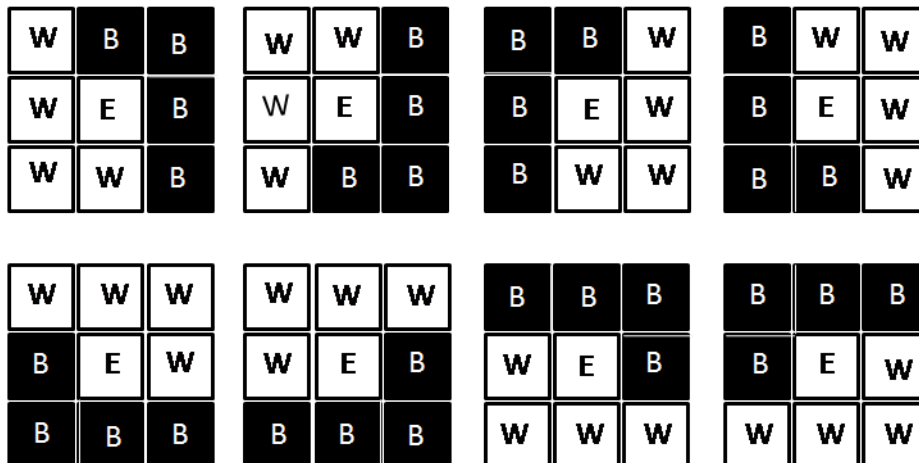 W B B W W B B B W B W W
W E B W E B B E W B E W
W W B W B B B W W B B W
W W W W W W B B B B B B
B E W W E B W E B B E W
B B B B B B W W W W W W